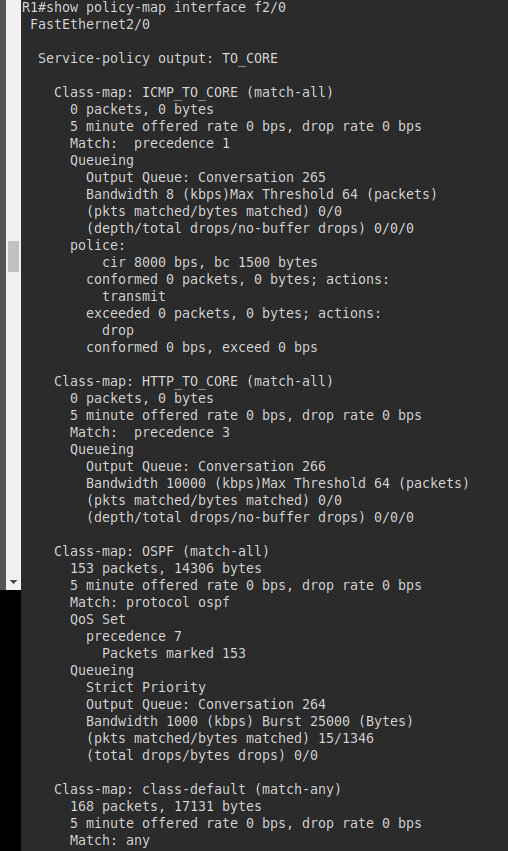 R1#show policy-map interface f2/0
FastEthernet2/0
Service-policy output: TO_CORE
Class-map: ICMP_TO_CORE (match-all)
0 packets, 0 bytes
5 minute offered rate 0 bps, drop rate 0 bps
Match:  precedence 1
Queueing
Output Queue: Conversation 265
Bandwidth 8 (kbps)Max Threshold 64 (packets)
(pkts matched/bytes matched) 0/0
(depth/total drops/no-buffer drops) 0/0/0
police:
cir 8000 bps, bc 1500 bytes
conformed 0 packets, 0 bytes; actions:
transmit
exceeded 0 packets, 0 bytes; actions:
drop
conformed 0 bps, exceed 0 bps
Class-map: HTTP_TO_CORE (match-all)
0 packets, 0 bytes
5 minute offered rate 0 bps, drop rate 0 bps
Match:  precedence 3
Queueing
Output Queue: Conversation 266
Bandwidth 10000 (kbps)Max Threshold 64 (packets)
(pkts matched/bytes matched) 0/0
(depth/total drops/no-buffer drops) 0/0/0
Class-map: OSPF (match-all)
153 packets, 14306 bytes
5 minute offered rate 0 bps, drop rate 0 bps
Match: protocol ospf
QoS Set
precedence 7
Packets marked 153
Queueing
Strict Priority
Output Queue: Conversation 264
Bandwidth 1000 (kbps) Burst 25000 (Bytes)
(pkts matched/bytes matched) 15/1346
(total drops/bytes drops) 0/0
Class-map: class-default (match-any)
168 packets, 17131 bytes
5 minute offered rate 0 bps, drop rate 0 bps
Match: any